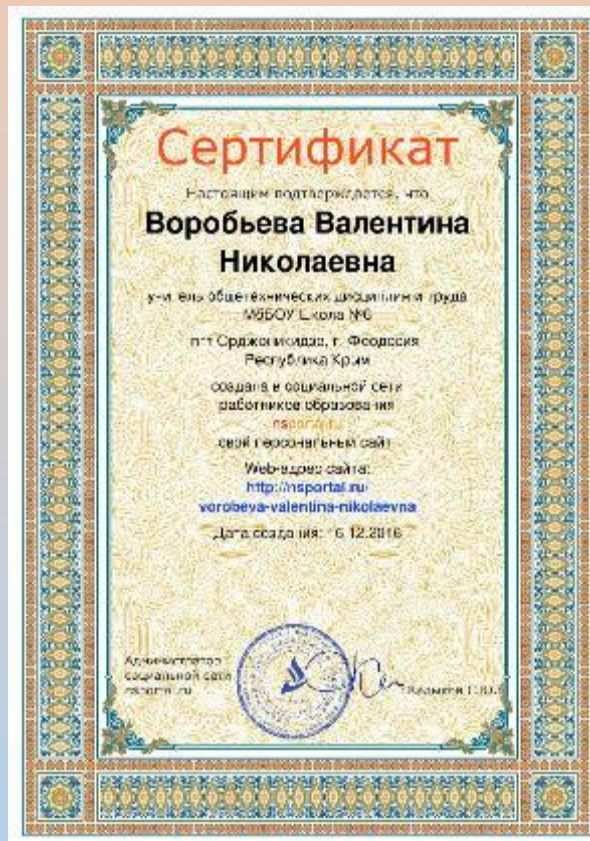 Сертификат
Настоящим подтверждается, что
Воробьева Валентина
Николаевна
учитель общетехнических дисциплин и труда
МБОУ Школа №6
пгт Орджоникидзе, г. Феодосия
Республика Крым
создала в социальной сети
работников образования
nsportal.ru
свой персональный сайт
Web-адрес сайта:
http://nsportal.ru/
vorobeva-valentina-nikolaevna
Дата создания: 16.12.2016
Администратор
социальной сети
nsportal.ru